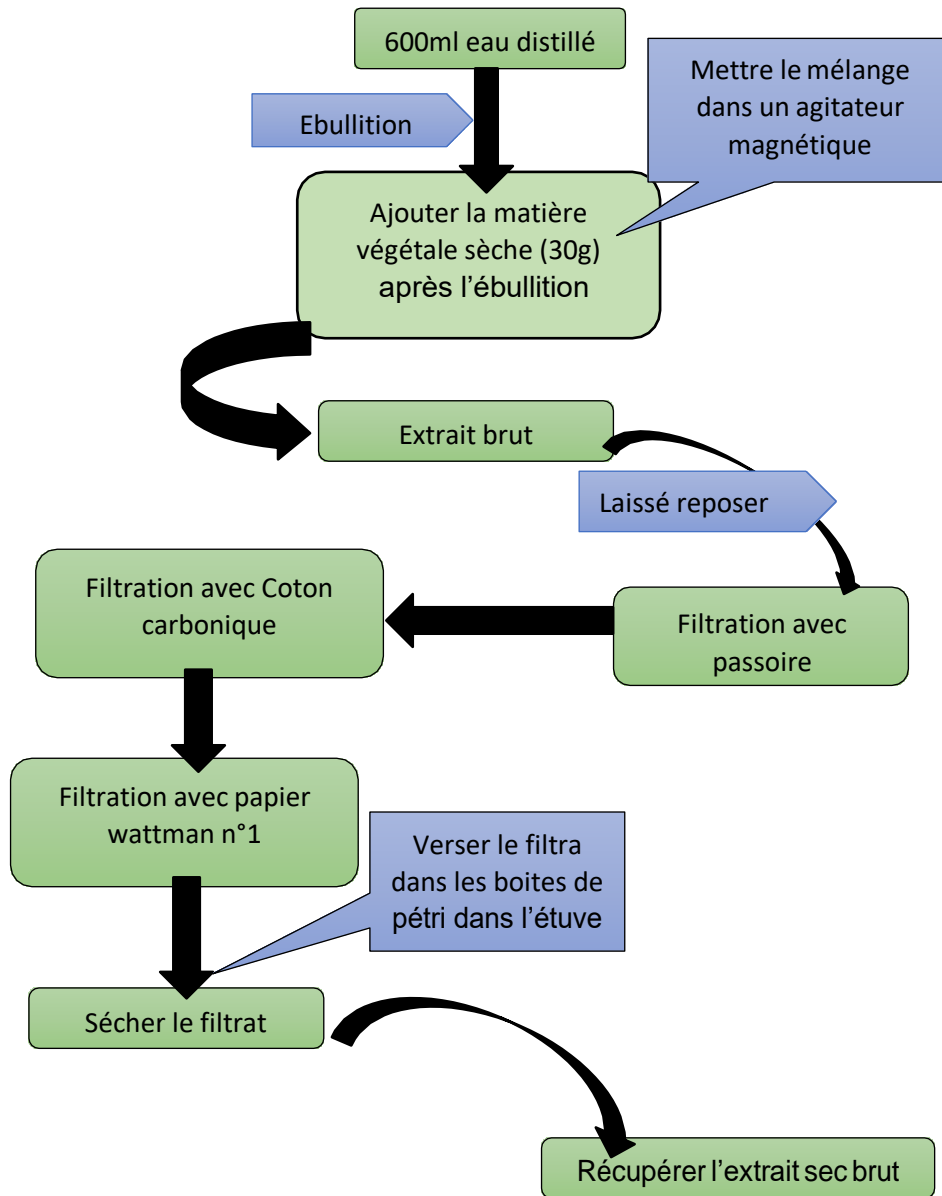 600ml eau distillé
Mettre le mélange
dans un agitateur
magnétique
Ebullition
Ajouter la matière
végétale sèche (30g)
après l’ébullition
Extrait brut
Laissé reposer
Filtration avec
passoire
Filtration avec Coton
carbonique
Filtration avec papier
wattman n°1
Verser le filtra
dans les boites de
pétri dans l’étuve
Sécher le filtrat
Récupérer l’extrait sec brut